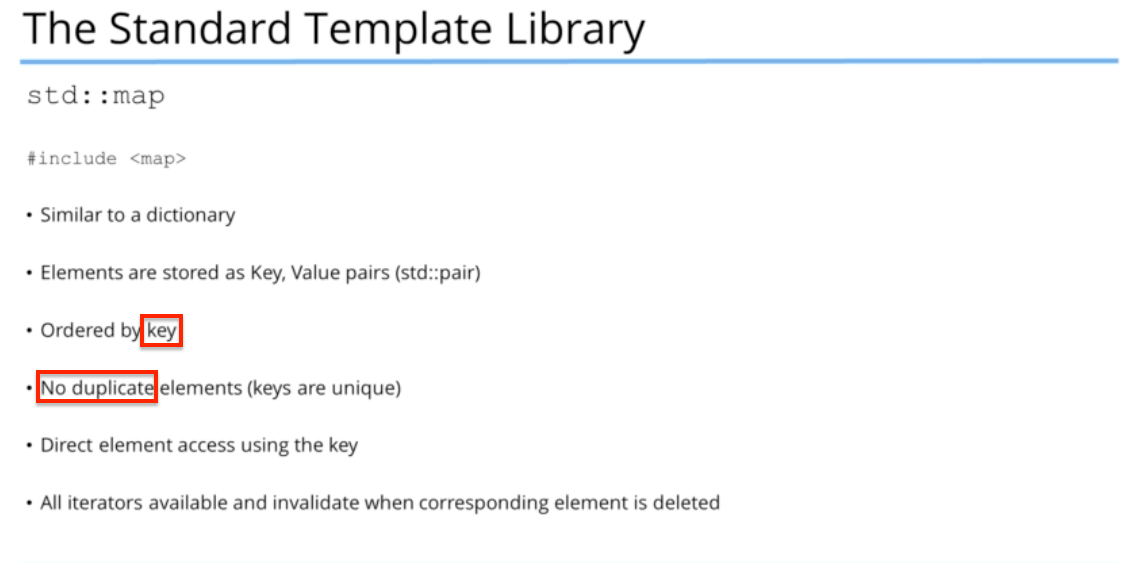 The Standard Template Library
std::map
#include <map>
• Similar to a dictionary
• Elements are stored as Key, Value pairs (std::pair)
• Ordered by key
• No duplicate elements (keys are unique)
• Direct element access using the key
• All iterators available and invalidate when corresponding element is deleted